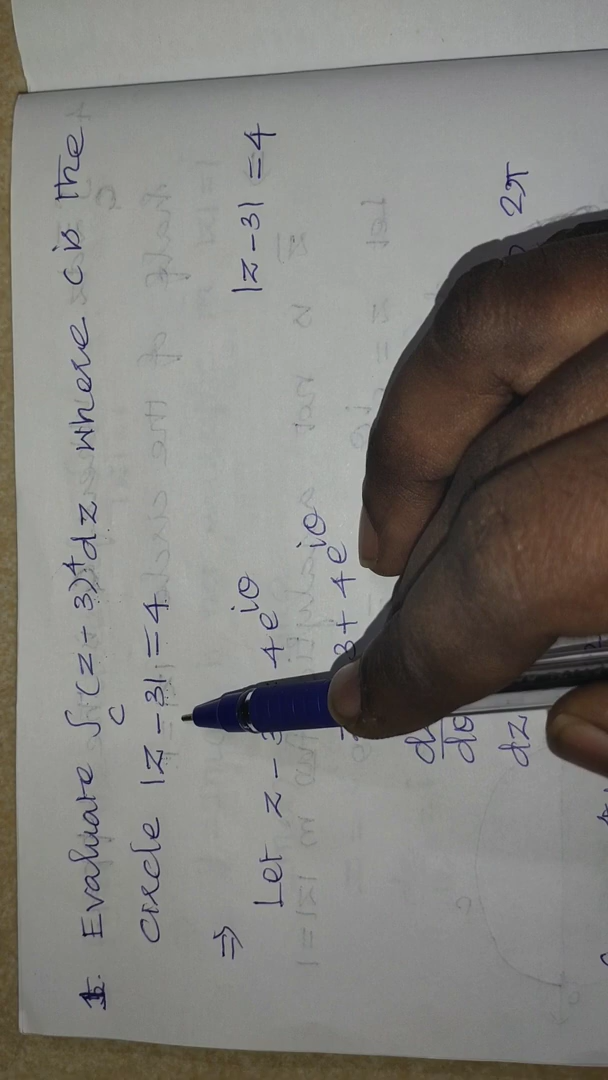 1. Evaluate ∫c (z-3)⁴dz where c is the
circle |z-3|=4
⇒ |z-3|=4
Let z-3 4e^iθ
3+4e^iθ
dθ
dz 2π